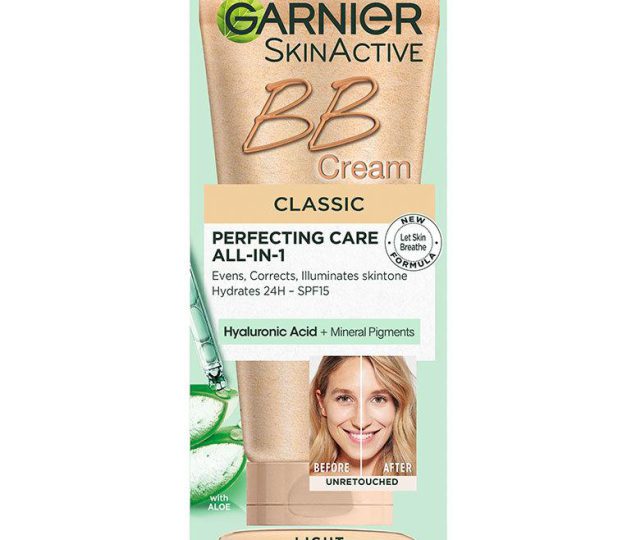 GARNIER
SKINACTIVE
BB
Cream
CLASSIC
PERFECTING CARE
ALL-IN-1
Evens, Corrects, Illuminates skintone
Hydrates 24H – SPF15
NEW
Let Skin
Breathe
FORMULA
Hyaluronic Acid + Mineral Pigments
BEFORE AFTER
UNRETOUCHED
with
ALOE
LIGHT